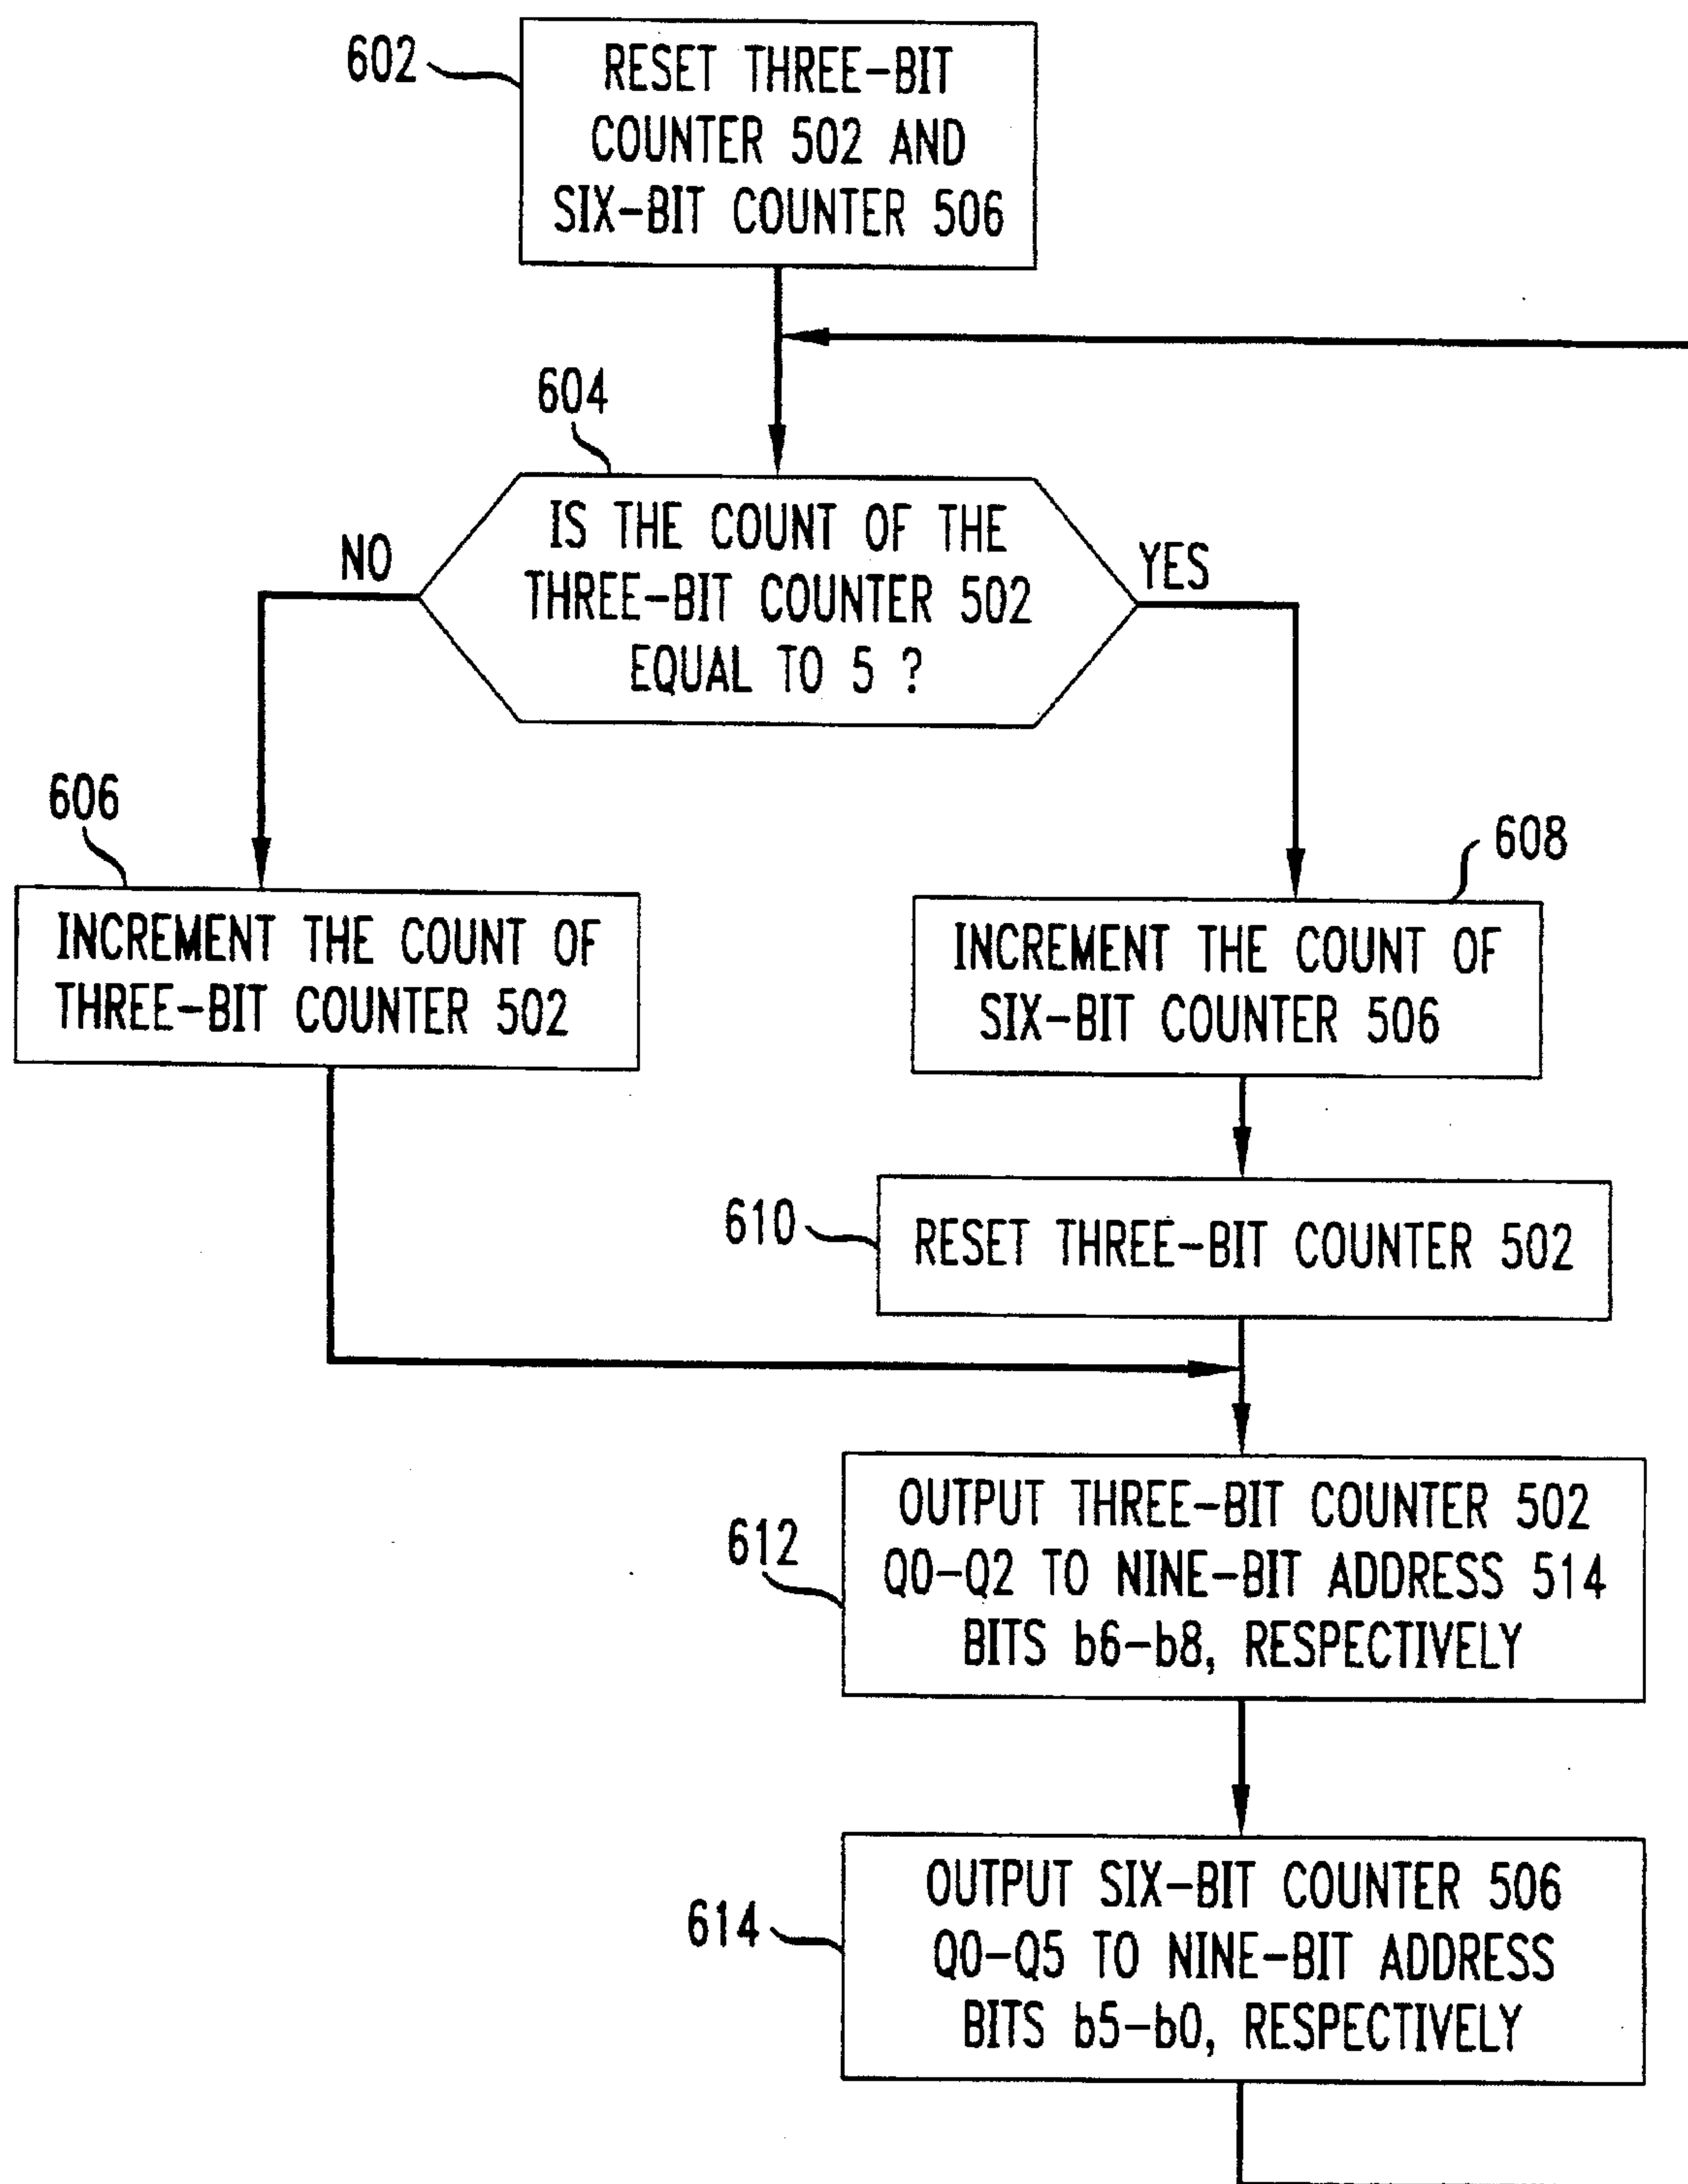 602
RESET THREE-BIT
COUNTER 502 AND
SIX-BIT COUNTER 506
604
IS THE COUNT OF THE
THREE-BIT COUNTER 502
EQUAL TO 5 ?
NO
YES
606
INCREMENT THE COUNT OF
THREE-BIT COUNTER 502
608
INCREMENT THE COUNT OF
SIX-BIT COUNTER 506
610
RESET THREE-BIT COUNTER 502
612
OUTPUT THREE-BIT COUNTER 502
Q0-Q2 TO NINE-BIT ADDRESS 514
BITS b6-b8, RESPECTIVELY
614
OUTPUT SIX-BIT COUNTER 506
Q0-Q5 TO NINE-BIT ADDRESS
BITS b5-b0, RESPECTIVELY